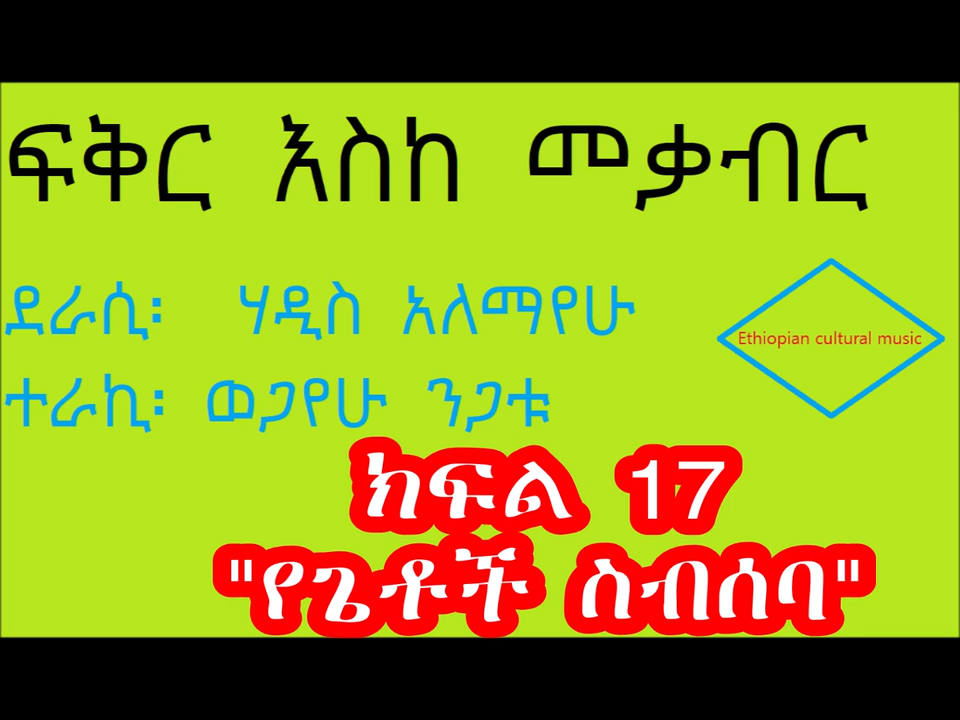 ፍቅር እስከ መቃብር
ደራሲ፡ ሃዲስ አለማየሁ
Ethiopian cultural music
ተራኪ፡ ወጋየሁ ንጋቱ
ክፍል 17
"የጌቶች ስብሰባ"